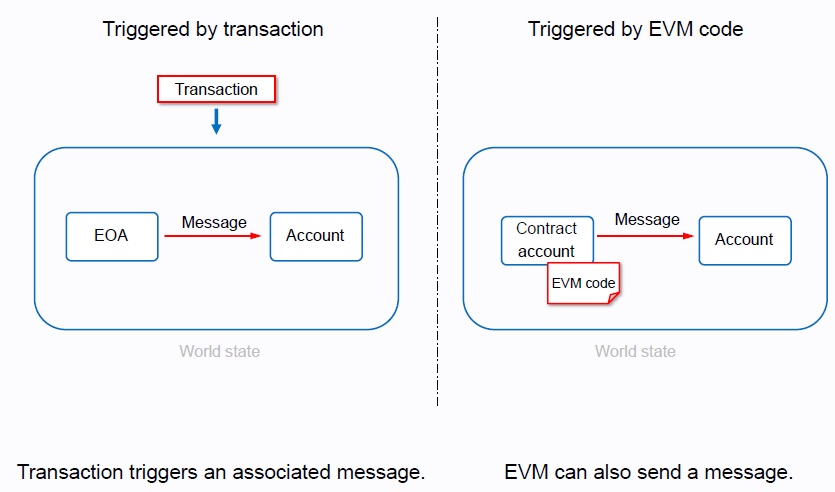 Triggered by transaction
Transaction
EOA
Message
Account
World state
Transaction triggers an associated message.
Triggered by EVM code
Contract
account
EVM code
Message
Account
World state
EVM can also send a message.